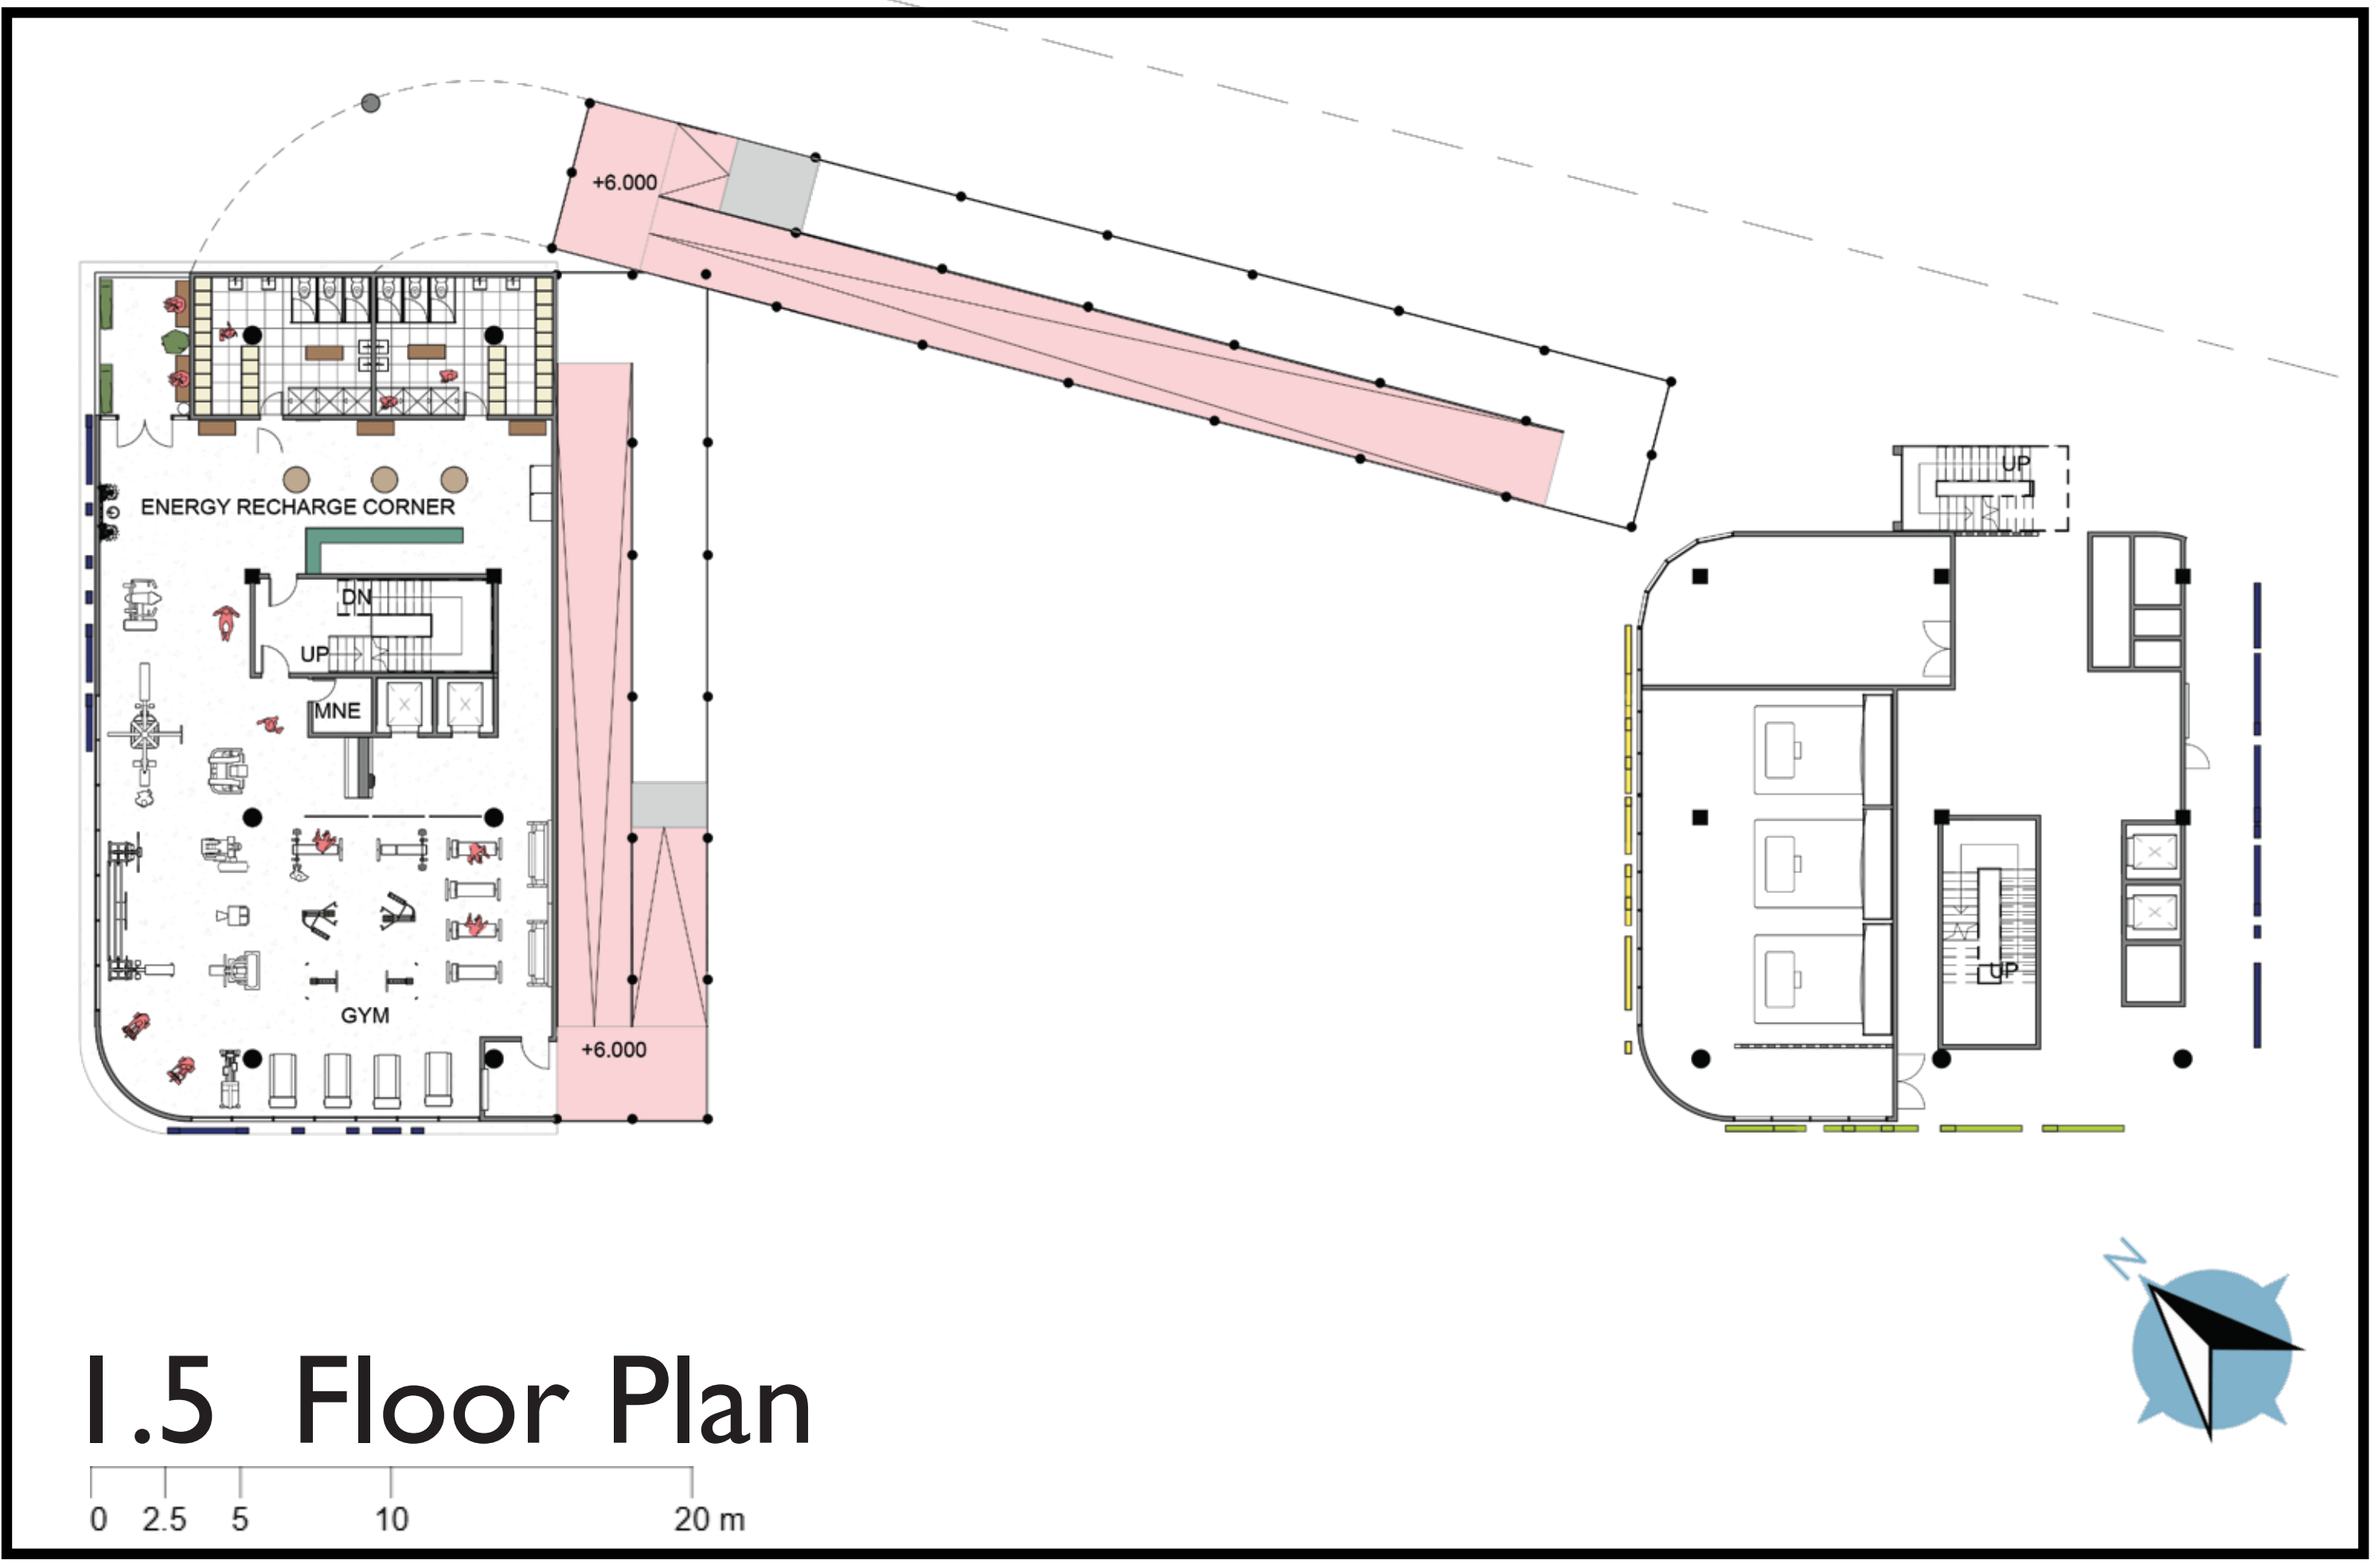 +6.000
UP
ENERGY RECHARGE CORNER
DN
UP
MNE
UP
GYM
+6.000
N
1.5 Floor Plan
0 2.5 5 10 20 m